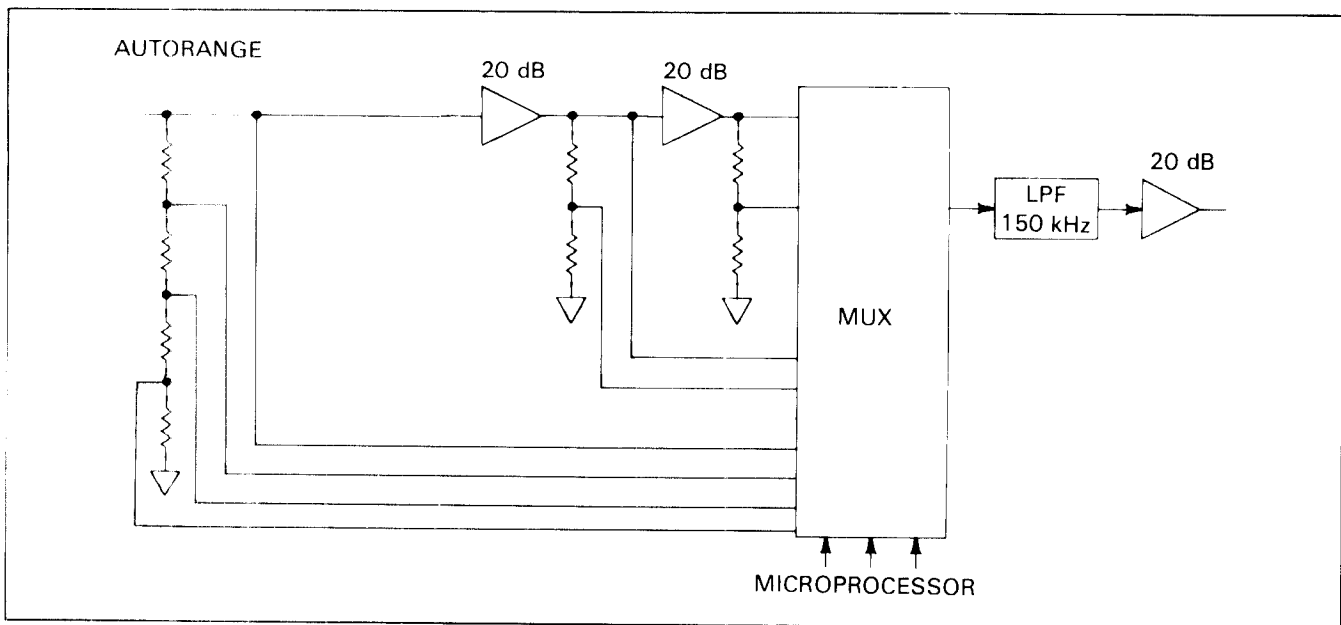 AUTORANGE
20 dB
20 dB
20 dB
LPF
150 kHz
MUX
MICROPROCESSOR